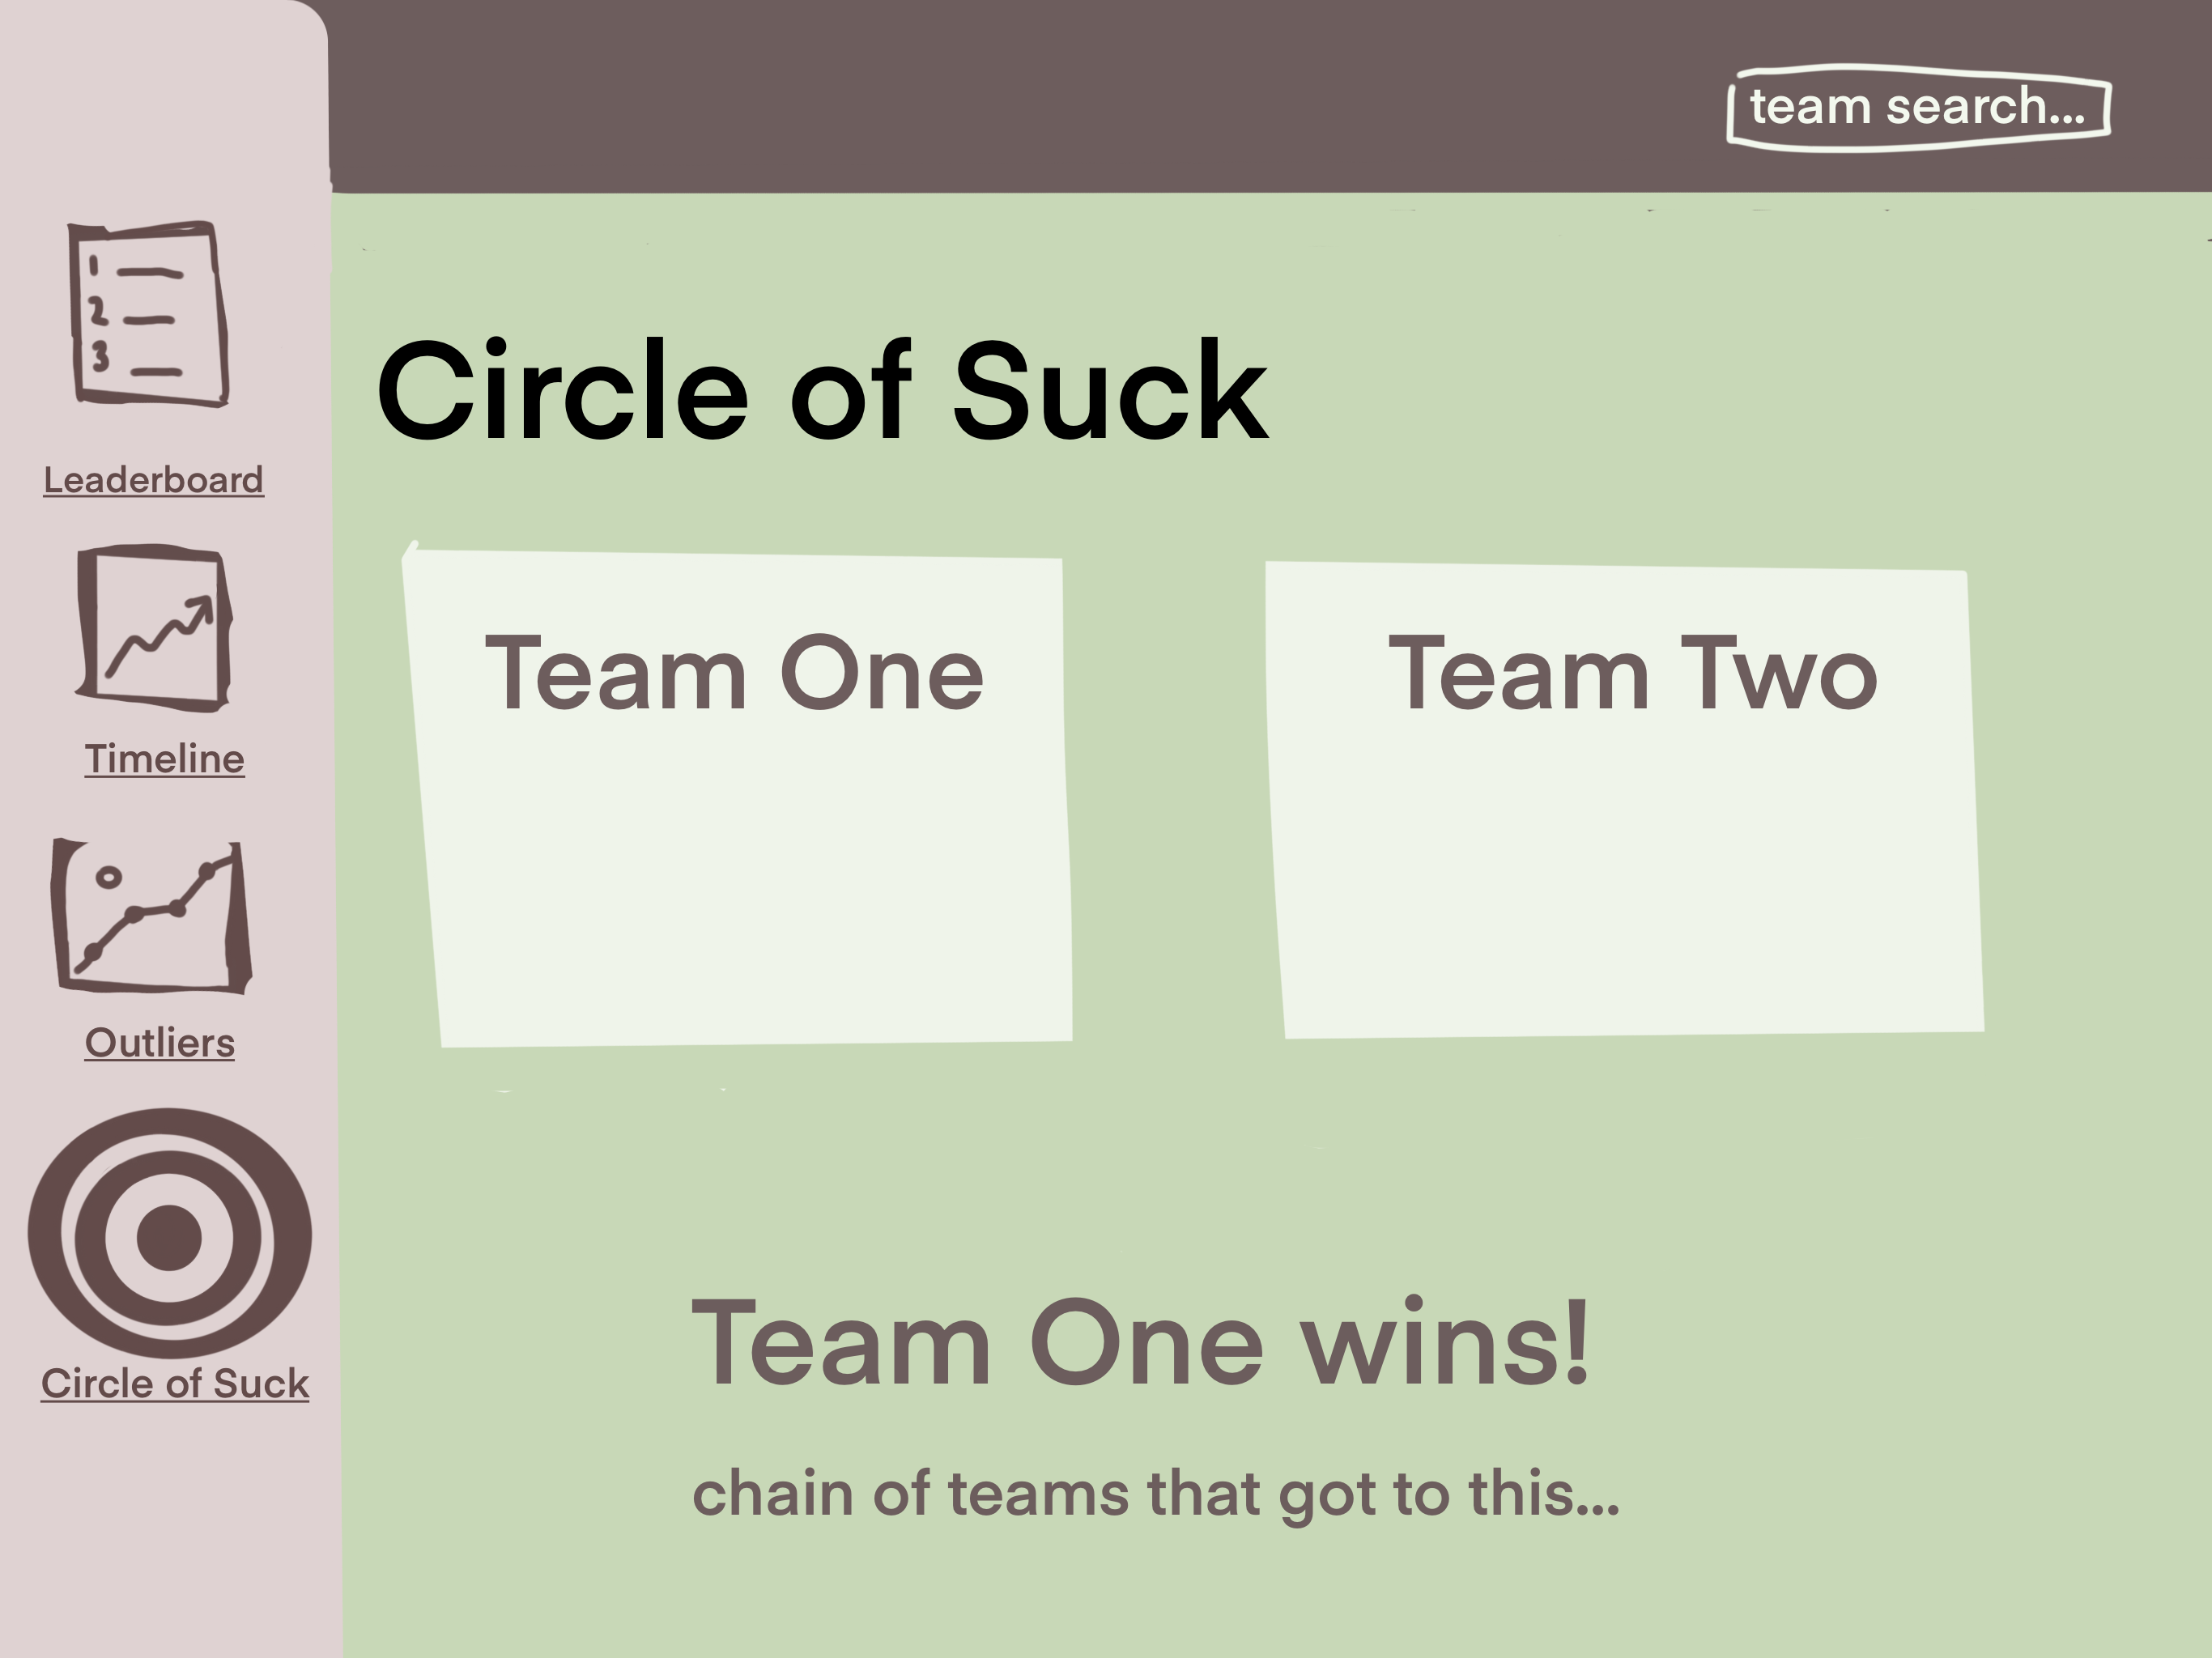 team search...
1
2
3
Leaderboard
Timeline
Outliers
Circle of Suck
Circle of Suck
Team One
Team Two
Team One wins!
chain of teams that got to this...